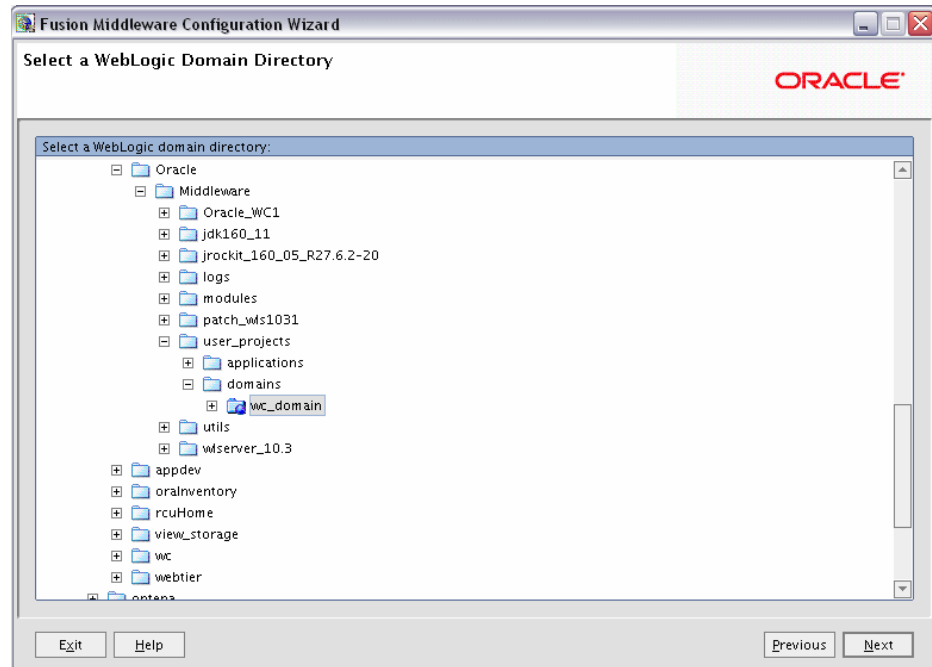 Fusion Middleware Configuration Wizard
Select a WebLogic Domain Directory
ORACLE
Select a WebLogic domain directory:
Oracle
Middleware
Oracle_WC1
jdk160_11
jrockit_160_05_R27.6.2-20
logs
modules
patch_wls1031
user_projects
applications
domains
wc_domain
utils
wlserver_10.3
appdev
oraInventory
rcuHome
view_storage
wc
webtier
Exit Help Previous Next